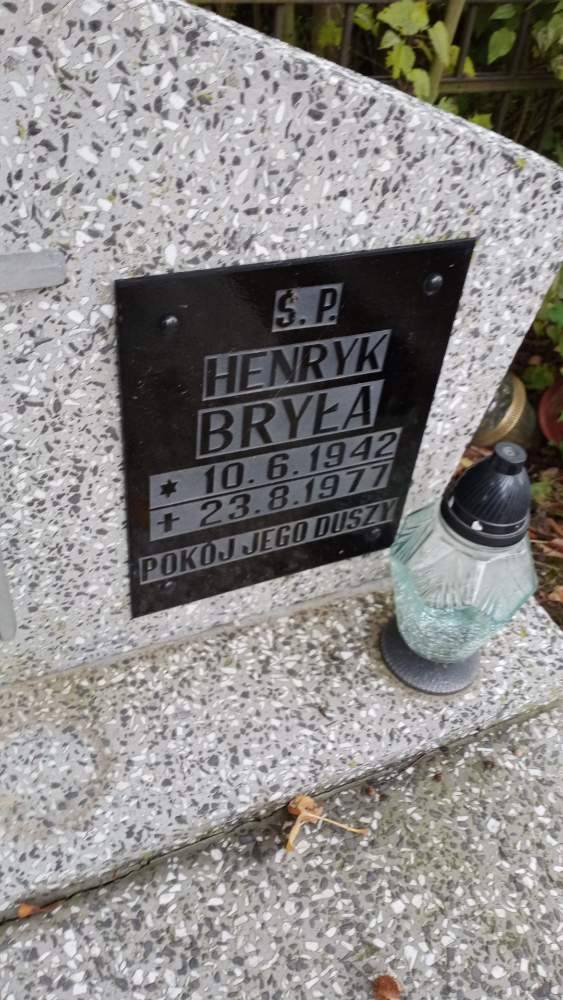 Ś. P.
HENRYK
BRYŁA
* 10.6.1942
+ 23.8.1977
POKÓJ JEGO DUSZY